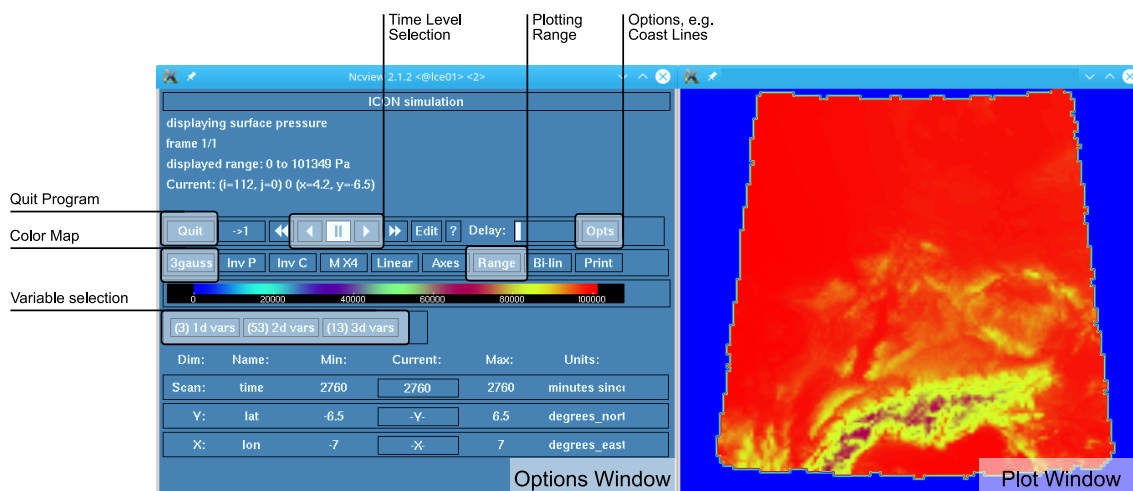 Time Level
Selection
Plotting
Range
Options, e.g.
Coast Lines
Ncview 2.1.2 <@lce01> <2>
ICON simulation
displaying surface pressure
frame 1/1
displayed range: 0 to 101349 Pa
Current: (i=112, j=0) 0 (x=4.2, y=-6.5)
Quit Program
Quit ->1 Edit ? Delay: Opts
Color Map
3gauss Inv P Inv C M X4 Linear Axes Range Bi-lin Print
0 20000 40000 60000 80000 100000
Variable selection
(3) 1d vars (53) 2d vars (13) 3d vars
Dim: Name: Min: Current: Max: Units:
Scan: time 2760 2760 2760 minutes sinc
Y: lat -6.5 -Y- 6.5 degrees_nort
X: lon -7 -X- 7 degrees_east
Options Window
Plot Window